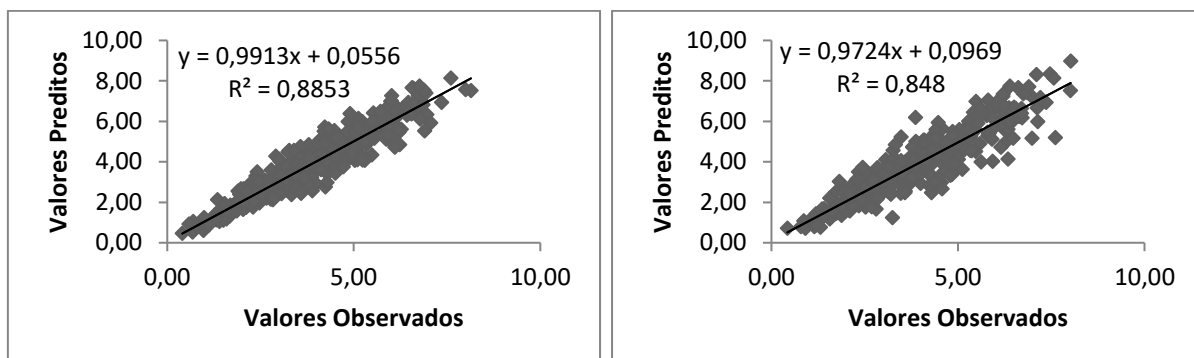 y = 0,9913x + 0,0556
R² = 0,8853
10,00
8,00
6,00
4,00
2,00
0,00
Valores Preditos
0,00
5,00
10,00
Valores Observados
y = 0,9724x + 0,0969
R² = 0,848
10,00
8,00
6,00
4,00
2,00
0,00
Valores Preditos
0,00
5,00
10,00
Valores Observados